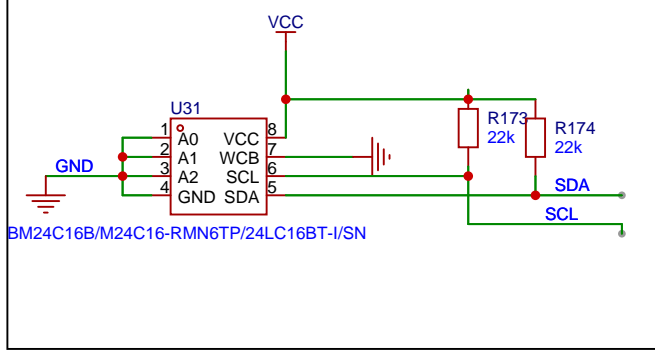 VCC
U31
1 A0 VCC 8
2 A1 WCB 7
3 A2 SCL 6
4 GND SDA 5
GND
R173
22k
R174
22k
SDA
SCL
BM24C16B/M24C16-RMN6TP/24LC16BT-I/SN